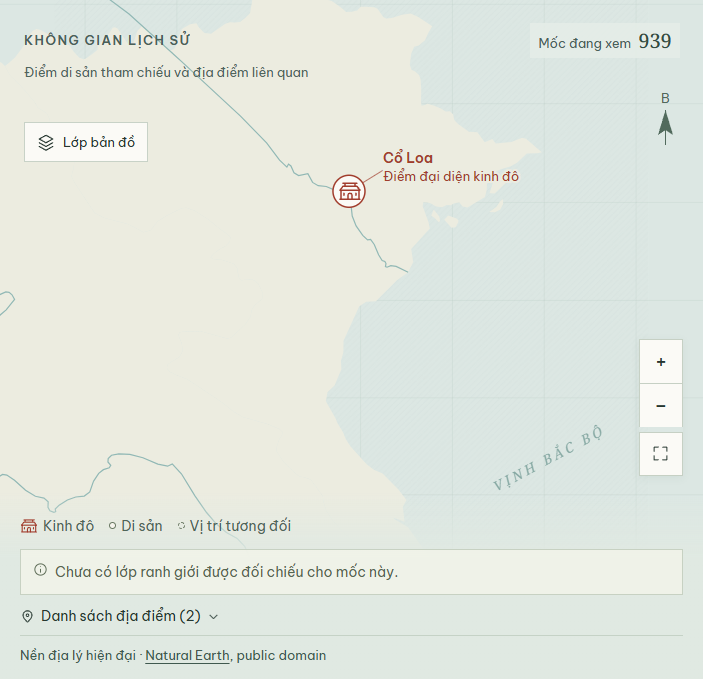 KHÔNG GIAN LỊCH SỬ
Mốc đang xem 939
Điểm di sản tham chiếu và địa điểm liên quan
B
Lớp bản đồ
Cổ Loa
Điểm đại diện kinh đô
+
−
VỊNH BẮC BỘ
Kinh đô Di sản Vị trí tương đối
Chưa có lớp ranh giới được đối chiếu cho mốc này.
Danh sách địa điểm (2)
Nền địa lý hiện đại · Natural Earth, public domain